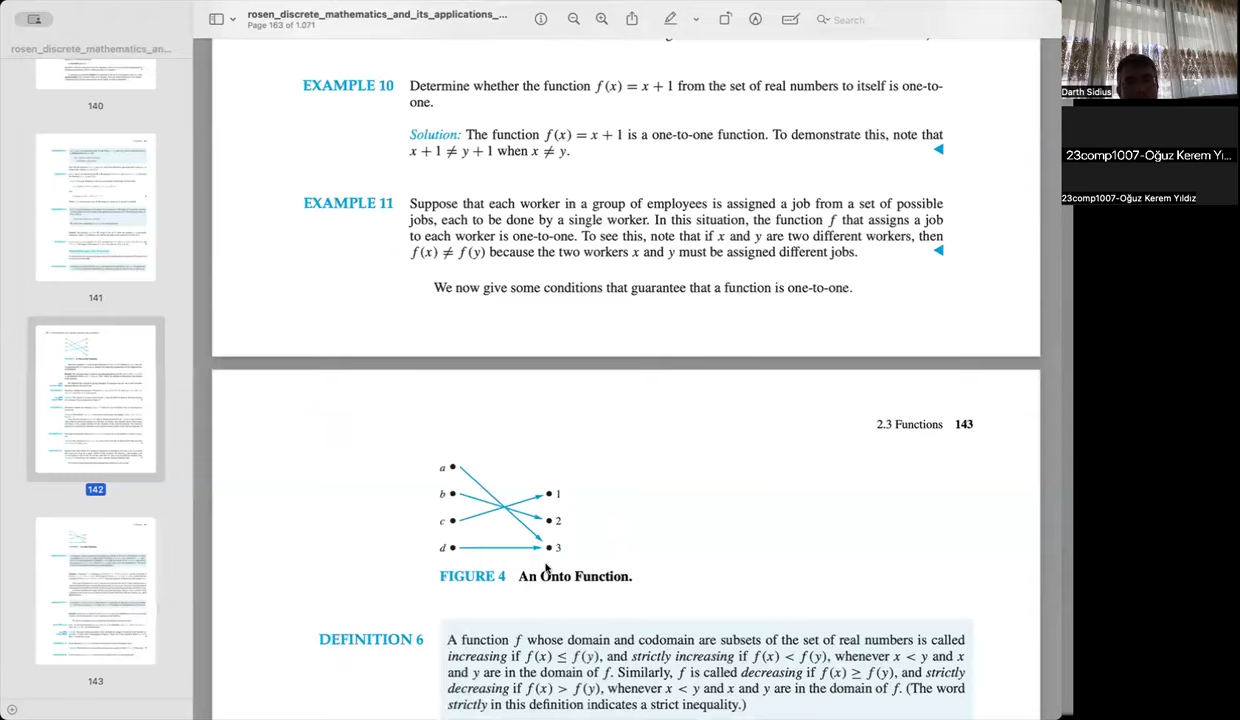 rosen_discrete_mathematics_and_its_applications_...
Page 163 of 1.071
Search
rosen_discrete_mathematics_an...
140
141
142
143
EXAMPLE 10 Determine whether the function f(x) = x + 1 from the set of real numbers to itself is one-to-
one.
Solution: The function f(x) = x + 1 is a one-to-one function. To demonstrate this, note that
x + 1 ≠ y + 1 when x ≠ y.
EXAMPLE 11 Suppose that each worker in a group of employees is assigned a job from a set of possible
jobs, each to be done by a single worker. In this situation, the function f that assigns a job
to each worker is one-to-one. To see this, note that if x and y are two different workers, then
f(x) ≠ f(y) because the two workers x and y must be assigned different jobs.
We now give some conditions that guarantee that a function is one-to-one.
2.3 Functions 143
a
b
c
d
1
2
3
FIGURE 4 An Onto Function.
DEFINITION 6 A function f whose domain and codomain are subsets of the set of real numbers is called
increasing if f(x) ≤ f(y), and strictly increasing if f(x) < f(y), whenever x < y and x
and y are in the domain of f. Similarly, f is called decreasing if f(x) ≥ f(y), and strictly
decreasing if f(x) > f(y), whenever x < y and x and y are in the domain of f. (The word
strictly in this definition indicates a strict inequality.)
Darth Sidius
23comp1007-Oğuz Kerem Yı...
23comp1007-Oğuz Kerem Yıldız